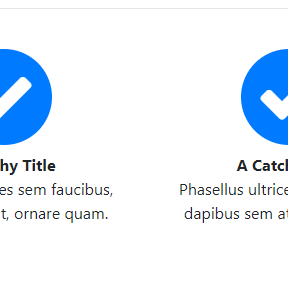 hy Title
es sem faucibus,
t, ornare quam.
A Catch
Phasellus ultrice
dapibus sem at